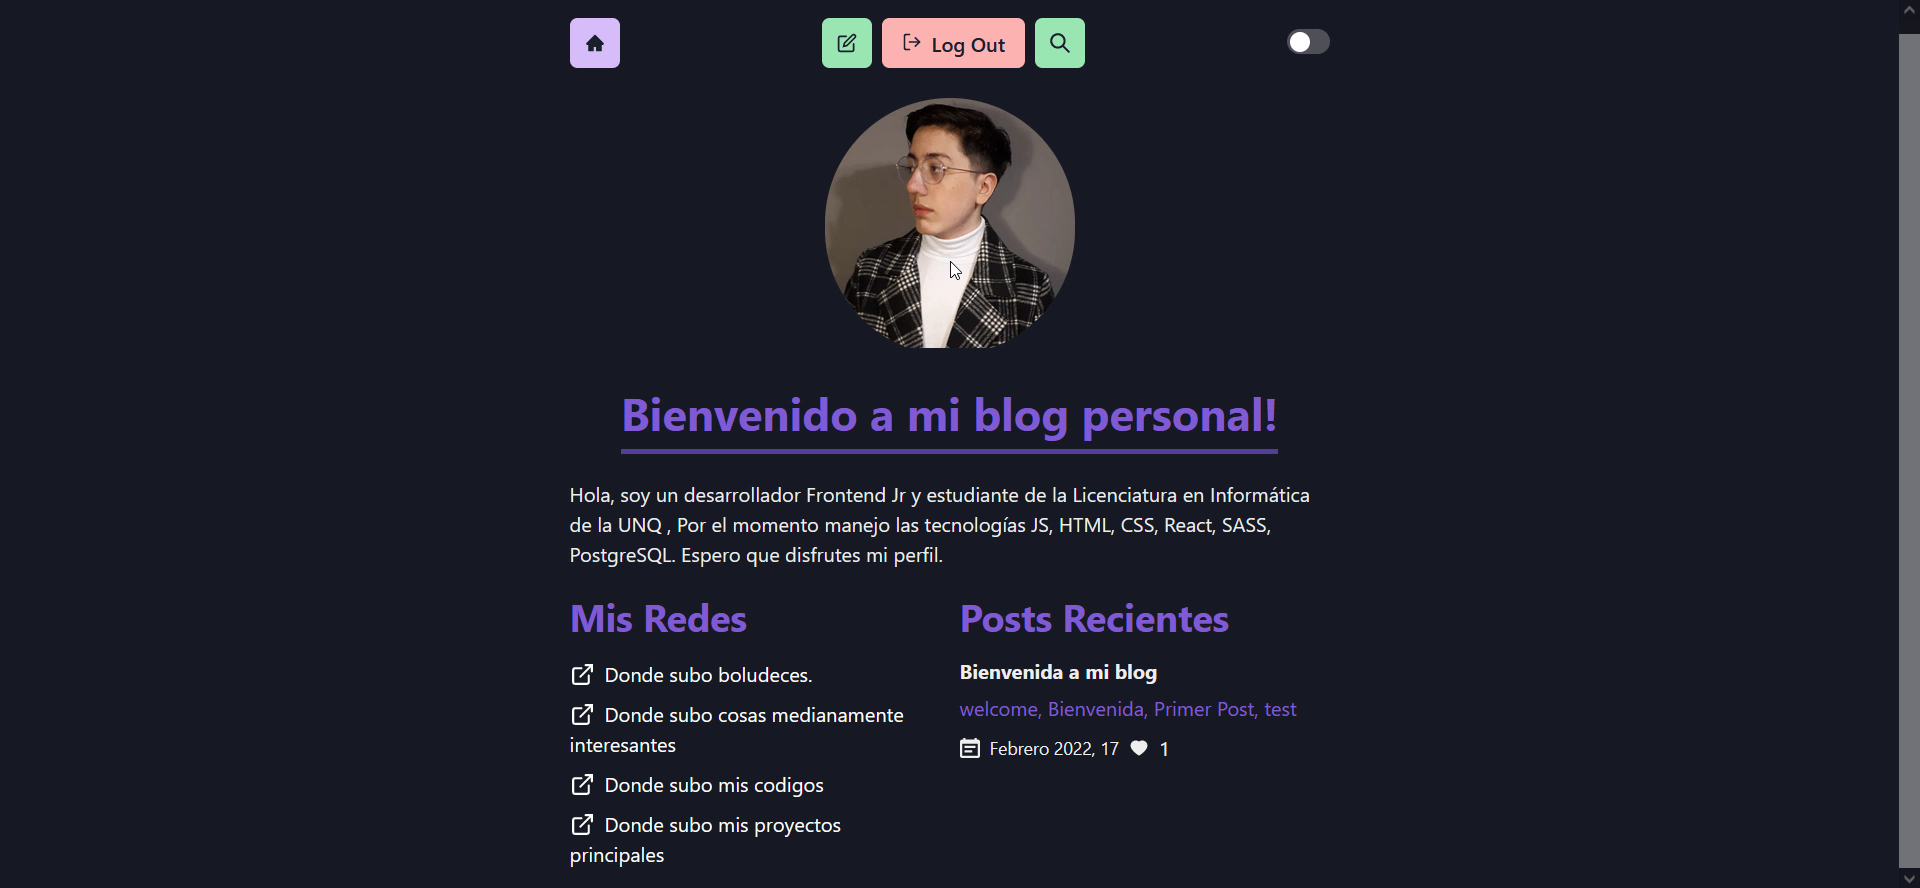 Log Out
Bienvenido a mi blog personal!
Hola, soy un desarrollador Frontend Jr y estudiante de la Licenciatura en Informática
de la UNQ , Por el momento manejo las tecnologías JS, HTML, CSS, React, SASS,
PostgreSQL. Espero que disfrutes mi perfil.
Mis Redes
Donde subo boludeces.
Donde subo cosas medianamente
interesantes
Donde subo mis codigos
Donde subo mis proyectos
principales
Posts Recientes
Bienvenida a mi blog
welcome, Bienvenida, Primer Post, test
Febrero 2022, 17 1